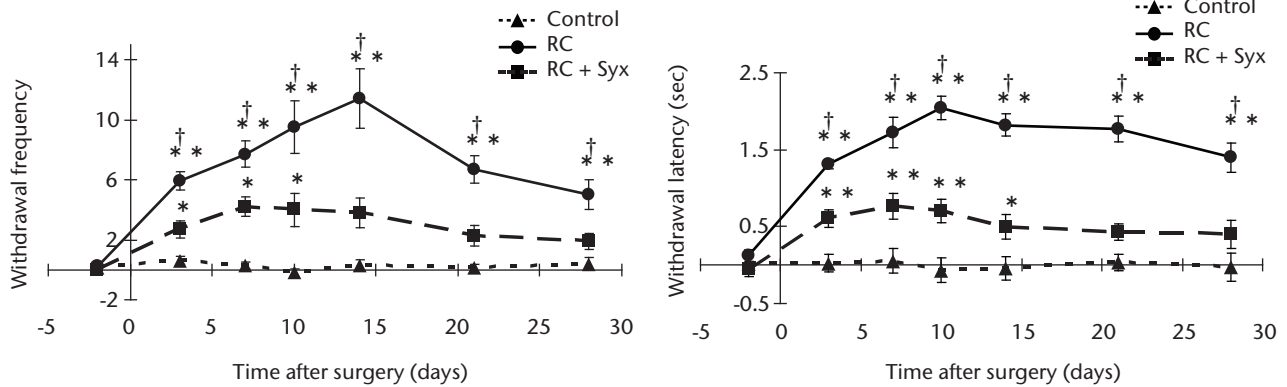 Control
RC
RC + Syx
Withdrawal frequency
14
10
6
2
-2
† * *
† * *
† * *
† * *
† * *
† * *
*
*
*
-5 0 5 10 15 20 25 30
Time after surgery (days)
Control
RC
RC + Syx
Withdrawal latency (sec)
2.5
1.5
0.5
-0.5
† * *
† * *
† * *
† * *
† * *
† * *
* *
* *
* *
*
-5 0 5 10 15 20 25 30
Time after surgery (days)